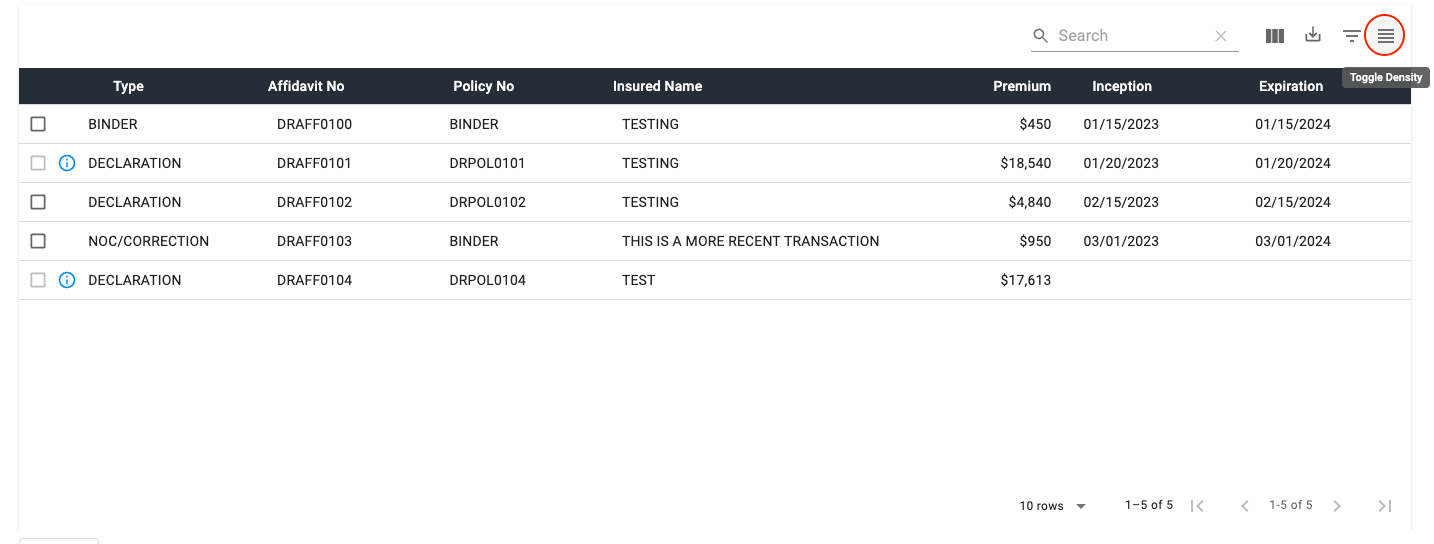 Search
Toggle Density
Type Affidavit No Policy No Insured Name Premium Inception Expiration
BINDER DRAFF0100 BINDER TESTING $450 01/15/2023 01/15/2024
DECLARATION DRAFF0101 DRPOL0101 TESTING $18,540 01/20/2023 01/20/2024
DECLARATION DRAFF0102 DRPOL0102 TESTING $4,840 02/15/2023 02/15/2024
NOC/CORRECTION DRAFF0103 BINDER THIS IS A MORE RECENT TRANSACTION $950 03/01/2023 03/01/2024
DECLARATION DRAFF0104 DRPOL0104 TEST $17,613
10 rows 1–5 of 5 1-5 of 5